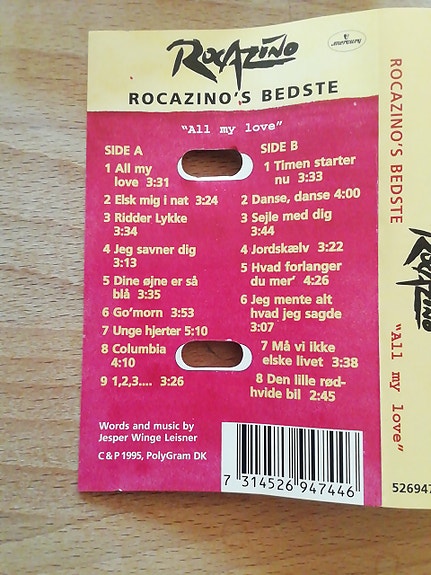 ROCAZINO
mercury
ROCAZINO'S BEDSTE
"All my love"
SIDE A
1 All my
love 3:31
2 Elsk mig i nat 3:24
3 Ridder Lykke
3:34
4 Jeg savner dig
3:13
5 Dine øjne er så
blå 3:35
6 Go'morn 3:53
7 Unge hjerter 5:10
8 Columbia
4:10
9 1,2,3.... 3:26
SIDE B
1 Timen starter
nu 3:33
2 Danse, danse 4:00
3 Sejle med dig
3:44
4 Jordskælv 3:22
5 Hvad forlanger
du mer' 4:26
6 Jeg mente alt
hvad jeg sagde
3:07
7 Må vi ikke
elske livet 3:38
8 Den lille rød-
hvide bil 2:45
Words and music by
Jesper Winge Leisner
C & P 1995, PolyGram DK
7 314526 947446
ROCAZINO'S BEDSTE
ROCAZINO
"All my love"
526947